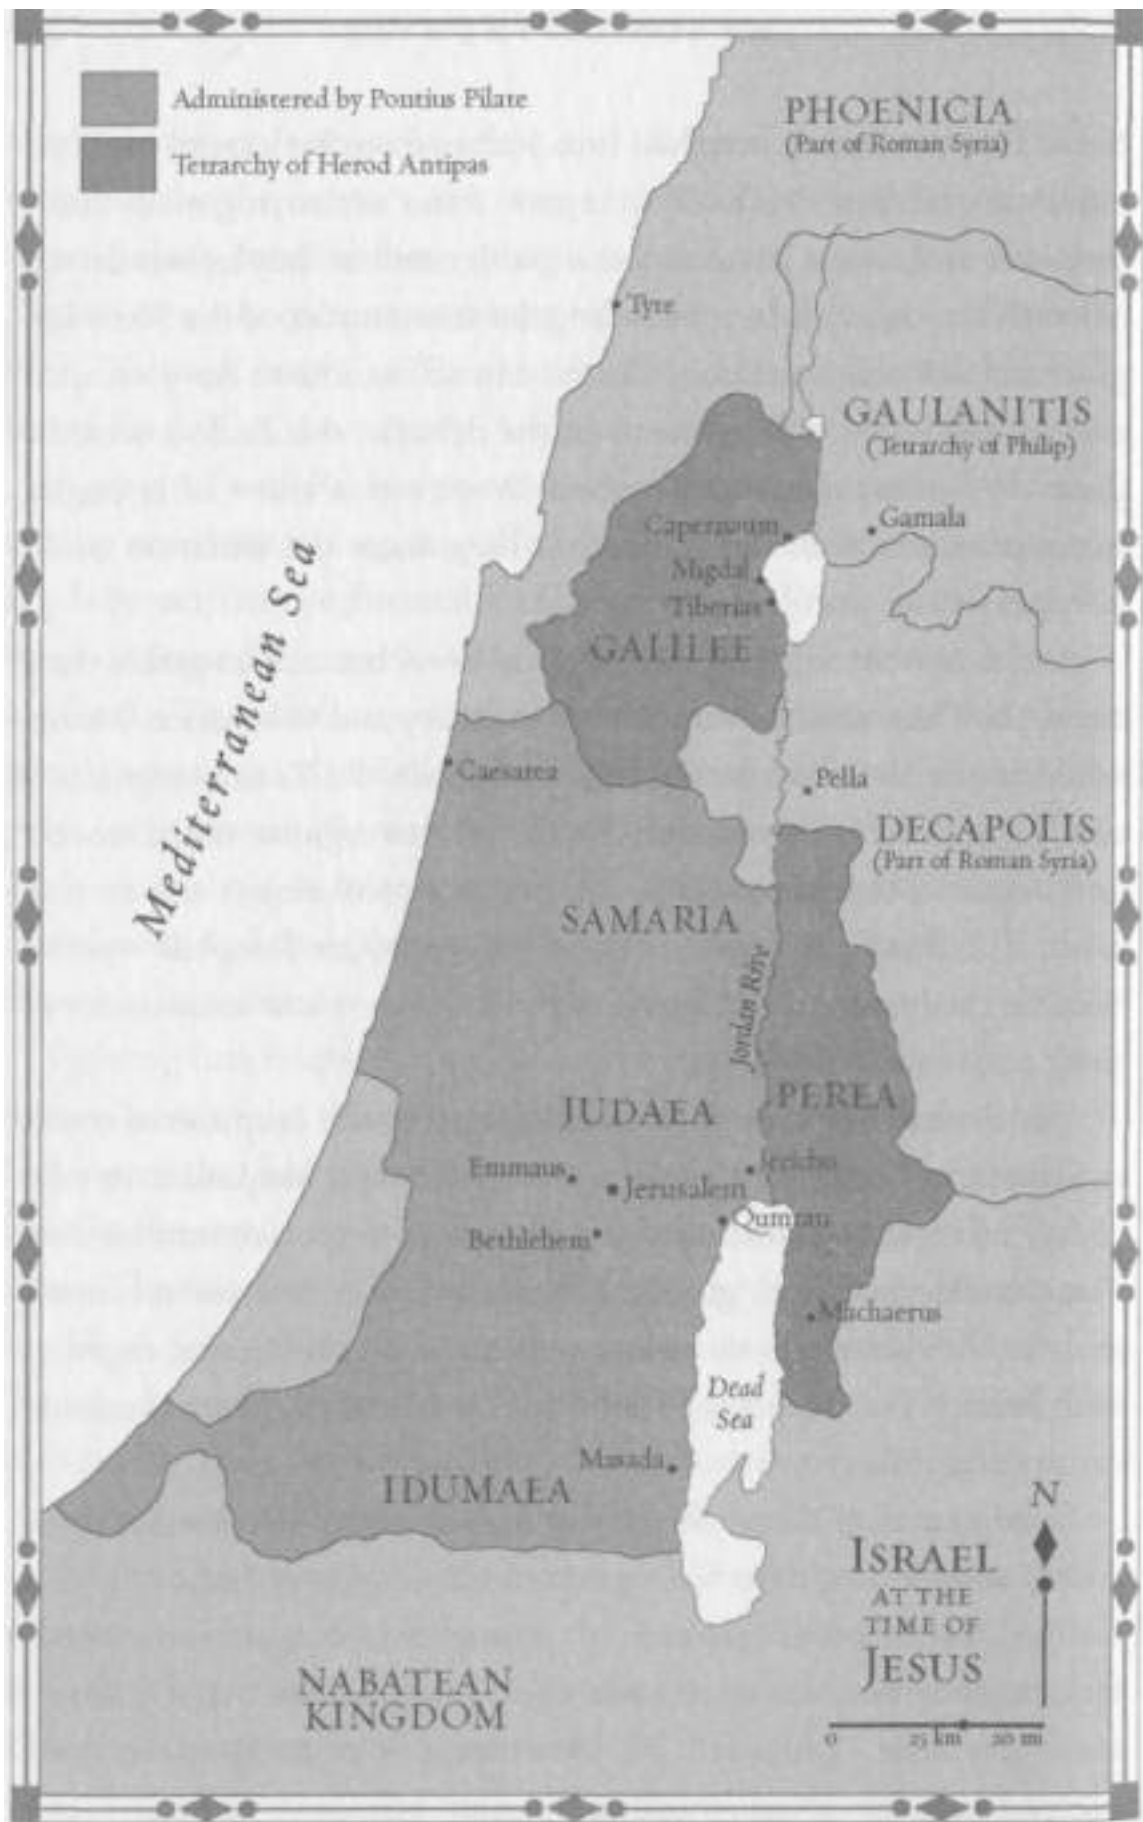 Administered by Pontius Pilate
Tetrarchy of Herod Antipas
PHOENICIA
(Part of Roman Syria)
Tyre
GAULANITIS
(Tetrarchy of Philip)
Gamala
Capernaum
Migdal
Tiberias
GALILEE
Mediterranean Sea
Caesarea
Pella
DECAPOLIS
(Part of Roman Syria)
SAMARIA
Jordan River
JUDAEA
PEREA
Emmaus
Jericho
Jerusalem
Qumran
Bethlehem
Machaerus
Dead
Sea
Masada
IDUMAEA
N
ISRAEL
AT THE
TIME OF
JESUS
NABATEAN
KINGDOM
0 25 km 20 mi